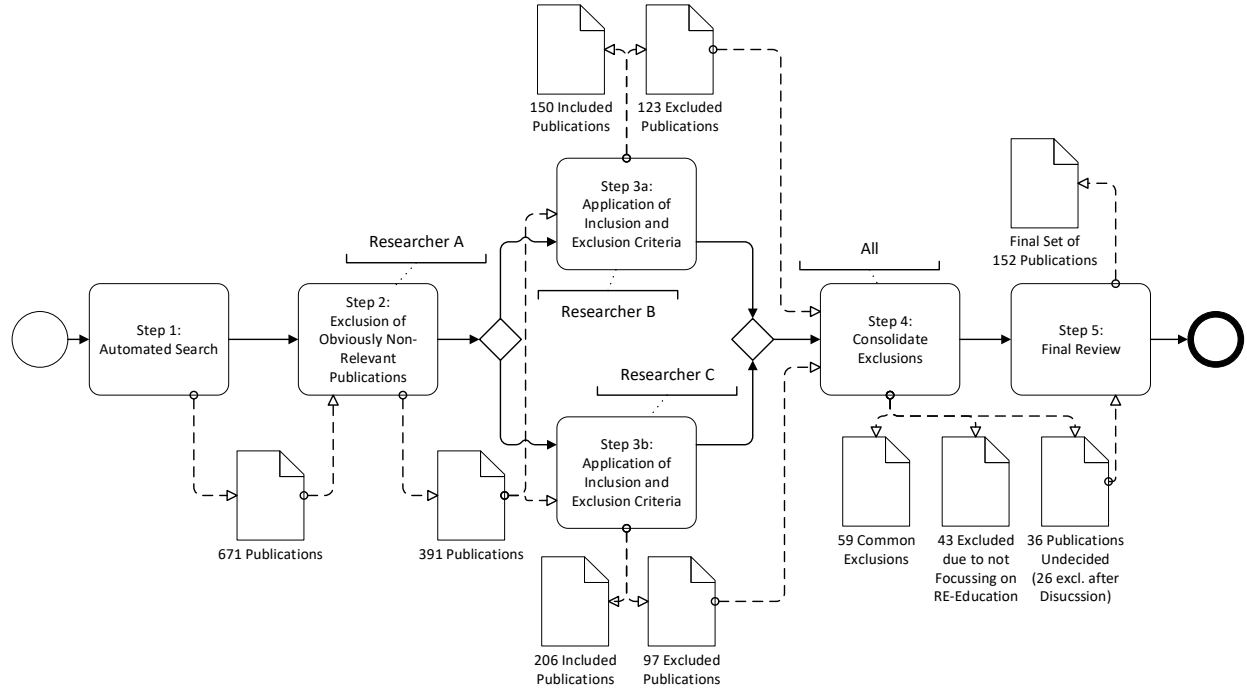 150 Included
Publications
123 Excluded
Publications
Step 3a:
Application of
Inclusion and
Exclusion Criteria
Researcher B
Researcher A
Step 1:
Automated Search
Step 2:
Exclusion of
Obviously Non-
Relevant
Publications
671 Publications
391 Publications
Researcher C
Step 3b:
Application of
Inclusion and
Exclusion Criteria
206 Included
Publications
97 Excluded
Publications
All
Step 4:
Consolidate
Exclusions
59 Common
Exclusions
43 Excluded
due to not
Focussing on
RE-Education
36 Publications
Undecided
(26 excl. after
Disucssion)
Final Set of
152 Publications
Step 5:
Final Review